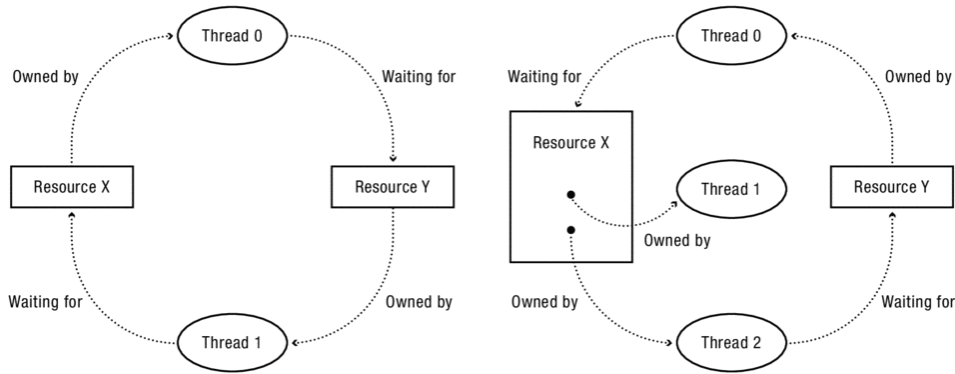 Thread 0
Owned by
Waiting for
Resource X
Resource Y
Waiting for
Owned by
Thread 1
Thread 0
Waiting for
Owned by
Resource X
Thread 1
Resource Y
Owned by
Owned by
Waiting for
Thread 2